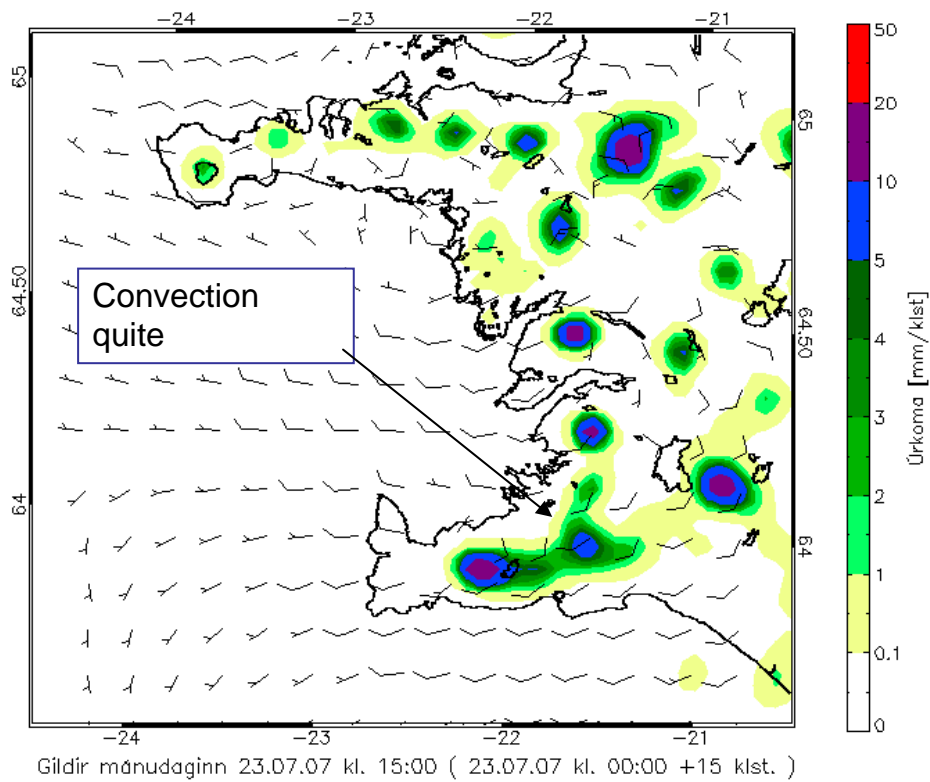 -24 -23 -22 -21
65 65
64.50 64.50
64 64
Convection
quite
-24 -23 -22 -21
50
20
10
5
4
3
2
1
0.1
0
Úrkoma [mm/klst]
Gildir mánudaginn 23.07.07 kl. 15:00 ( 23.07.07 kl. 00:00 +15 klst. )